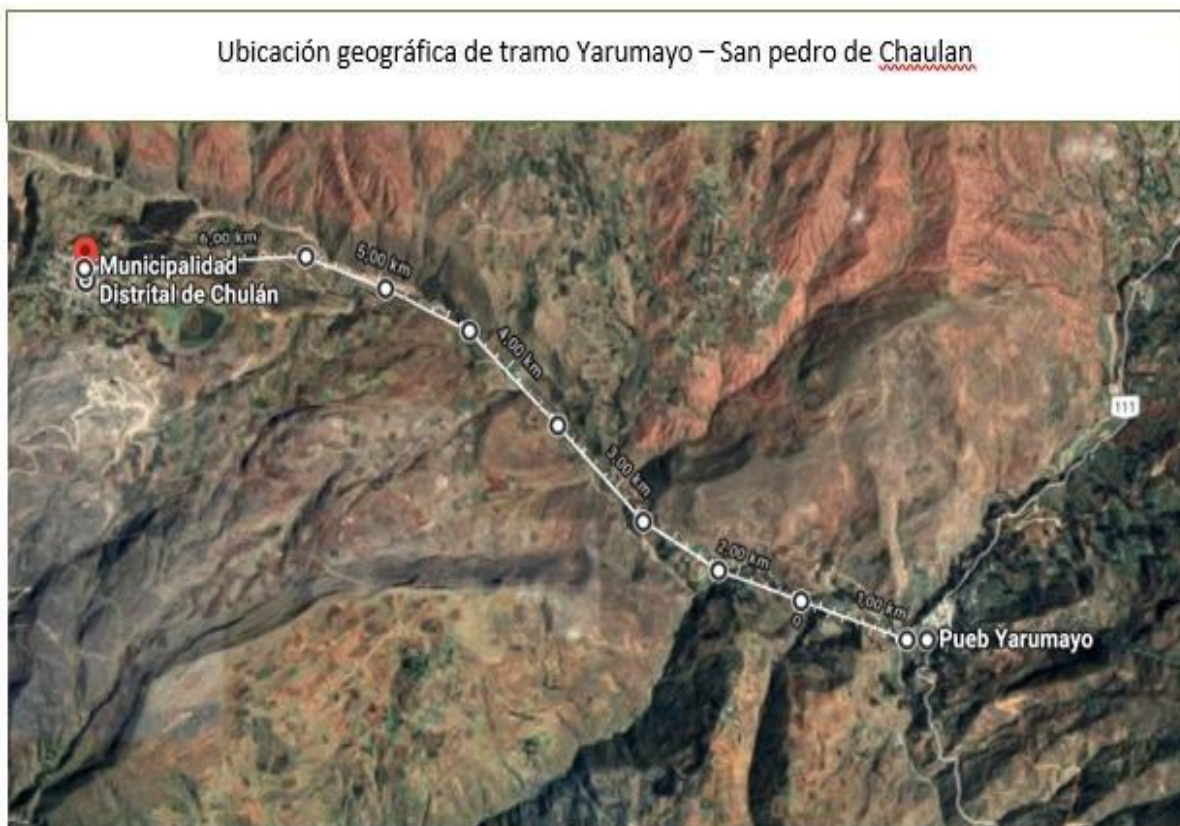 Ubicación geográfica de tramo Yarumayo – San pedro de Chaulan
6,00 km
Municipalidad
Distrital de Chulán
5,00 km
4,00 km
111
3,00 km
2,00 km
1,00 km
0
Pueb Yarumayo